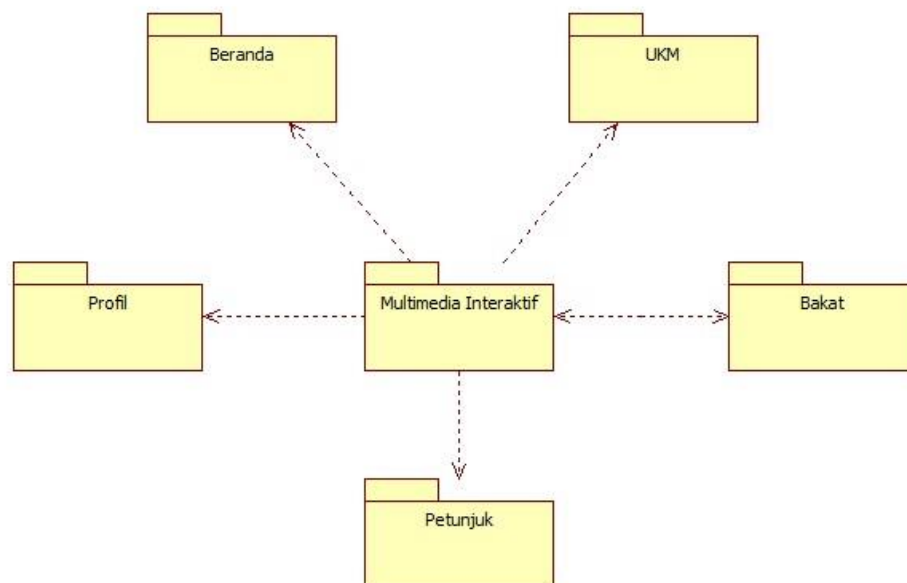 Beranda
UKM
Profil
Multimedia Interaktif
Bakat
Petunjuk